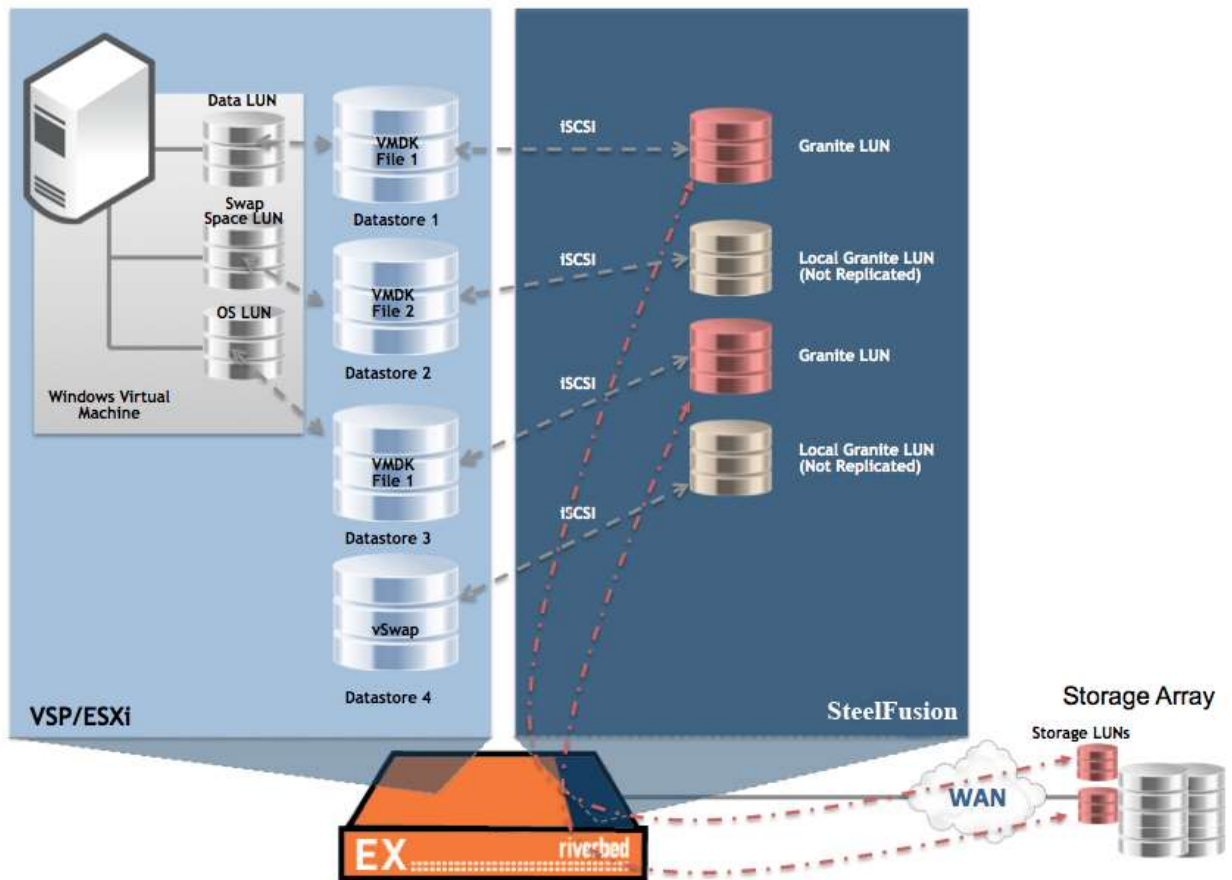 Data LUN
VMDK
File 1
Datastore 1
Swap
Space LUN
VMDK
File 2
Datastore 2
OS LUN
Windows Virtual
Machine
VMDK
File 1
Datastore 3
vSwap
Datastore 4
VSP/ESXi
iSCSI
Granite LUN
iSCSI
Local Granite LUN
(Not Replicated)
iSCSI
Granite LUN
iSCSI
Local Granite LUN
(Not Replicated)
SteelFusion
Storage Array
Storage LUNs
WAN
EX
riverbed